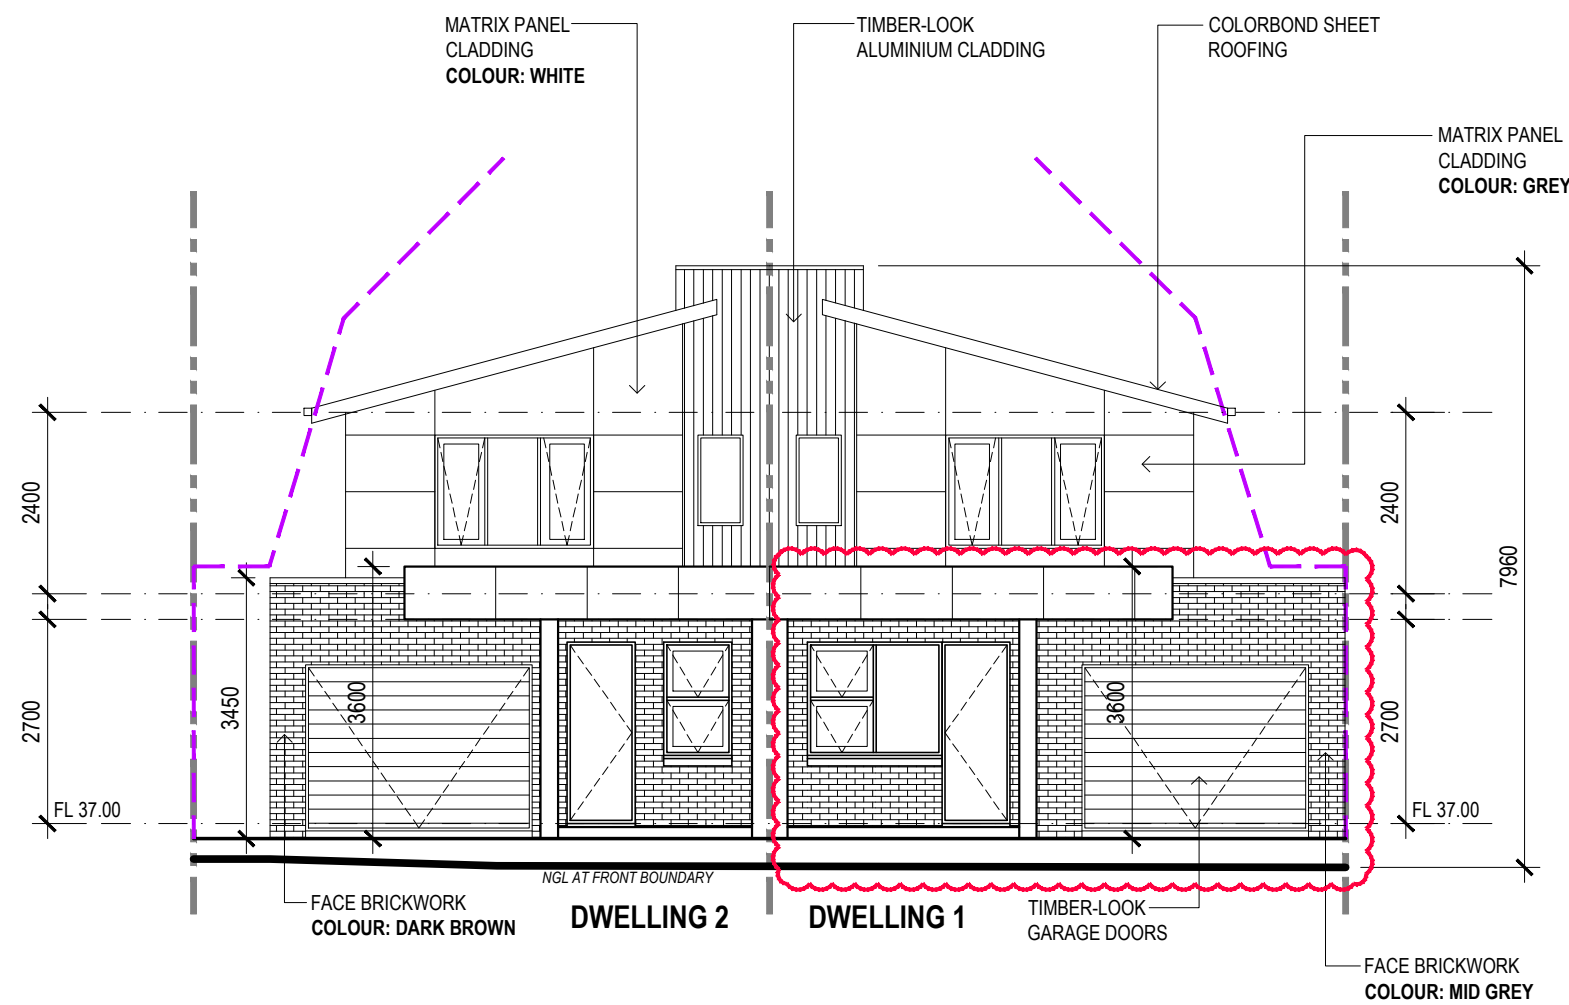 MATRIX PANEL
CLADDING
COLOUR: WHITE
TIMBER-LOOK
ALUMINIUM CLADDING
COLORBOND SHEET
ROOFING
MATRIX PANEL
CLADDING
COLOUR: GREY
2400
2700
3450
3600
FL 37.00
3600
2400
2700
7960
FL 37.00
NGL AT FRONT BOUNDARY
FACE BRICKWORK
COLOUR: DARK BROWN
DWELLING 2
DWELLING 1
TIMBER-LOOK
GARAGE DOORS
FACE BRICKWORK
COLOUR: MID GREY